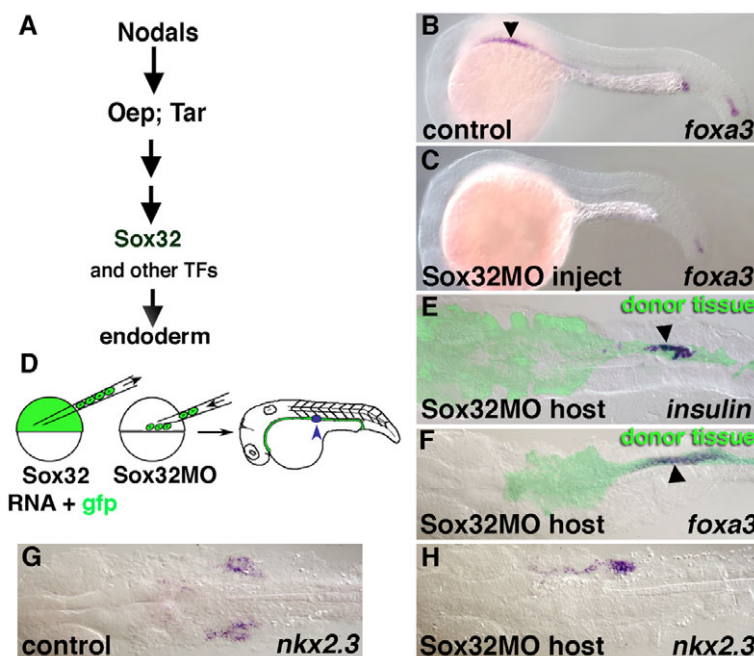 A
Nodals
Oep; Tar
Sox32
and other TFs
endoderm
B
control
foxa3
C
Sox32MO inject
foxa3
D
Sox32
RNA + gfp
Sox32MO
donor tissue
E
Sox32MO host
insulin
donor tissue
F
Sox32MO host
foxa3
G
control
nkx2.3
H
Sox32MO host
nkx2.3